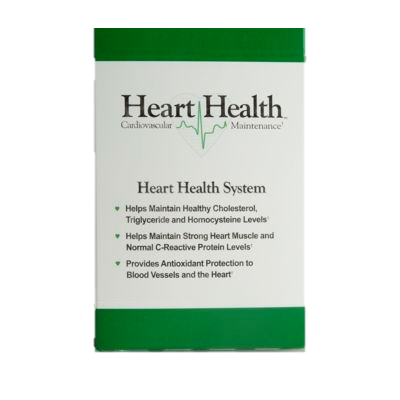 Heart Health™
Cardiovascular Maintenance†
Heart Health System
Helps Maintain Healthy Cholesterol,
Triglyceride and Homocysteine Levels†
Helps Maintain Strong Heart Muscle and
Normal C-Reactive Protein Levels†
Provides Antioxidant Protection to
Blood Vessels and the Heart†